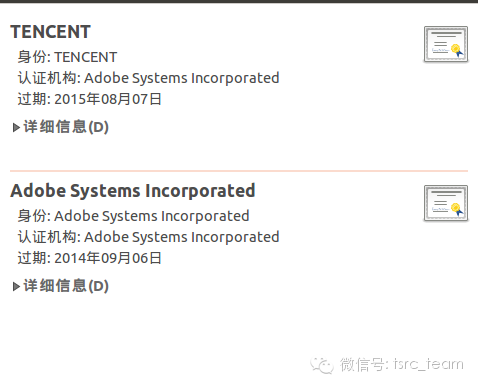 TENCENT
身份: TENCENT
认证机构: Adobe Systems Incorporated
过期: 2015年08月07日
详细信息(D)
Adobe Systems Incorporated
身份: Adobe Systems Incorporated
认证机构: Adobe Systems Incorporated
过期: 2014年09月06日
详细信息(D)
微信号: tsrc_team